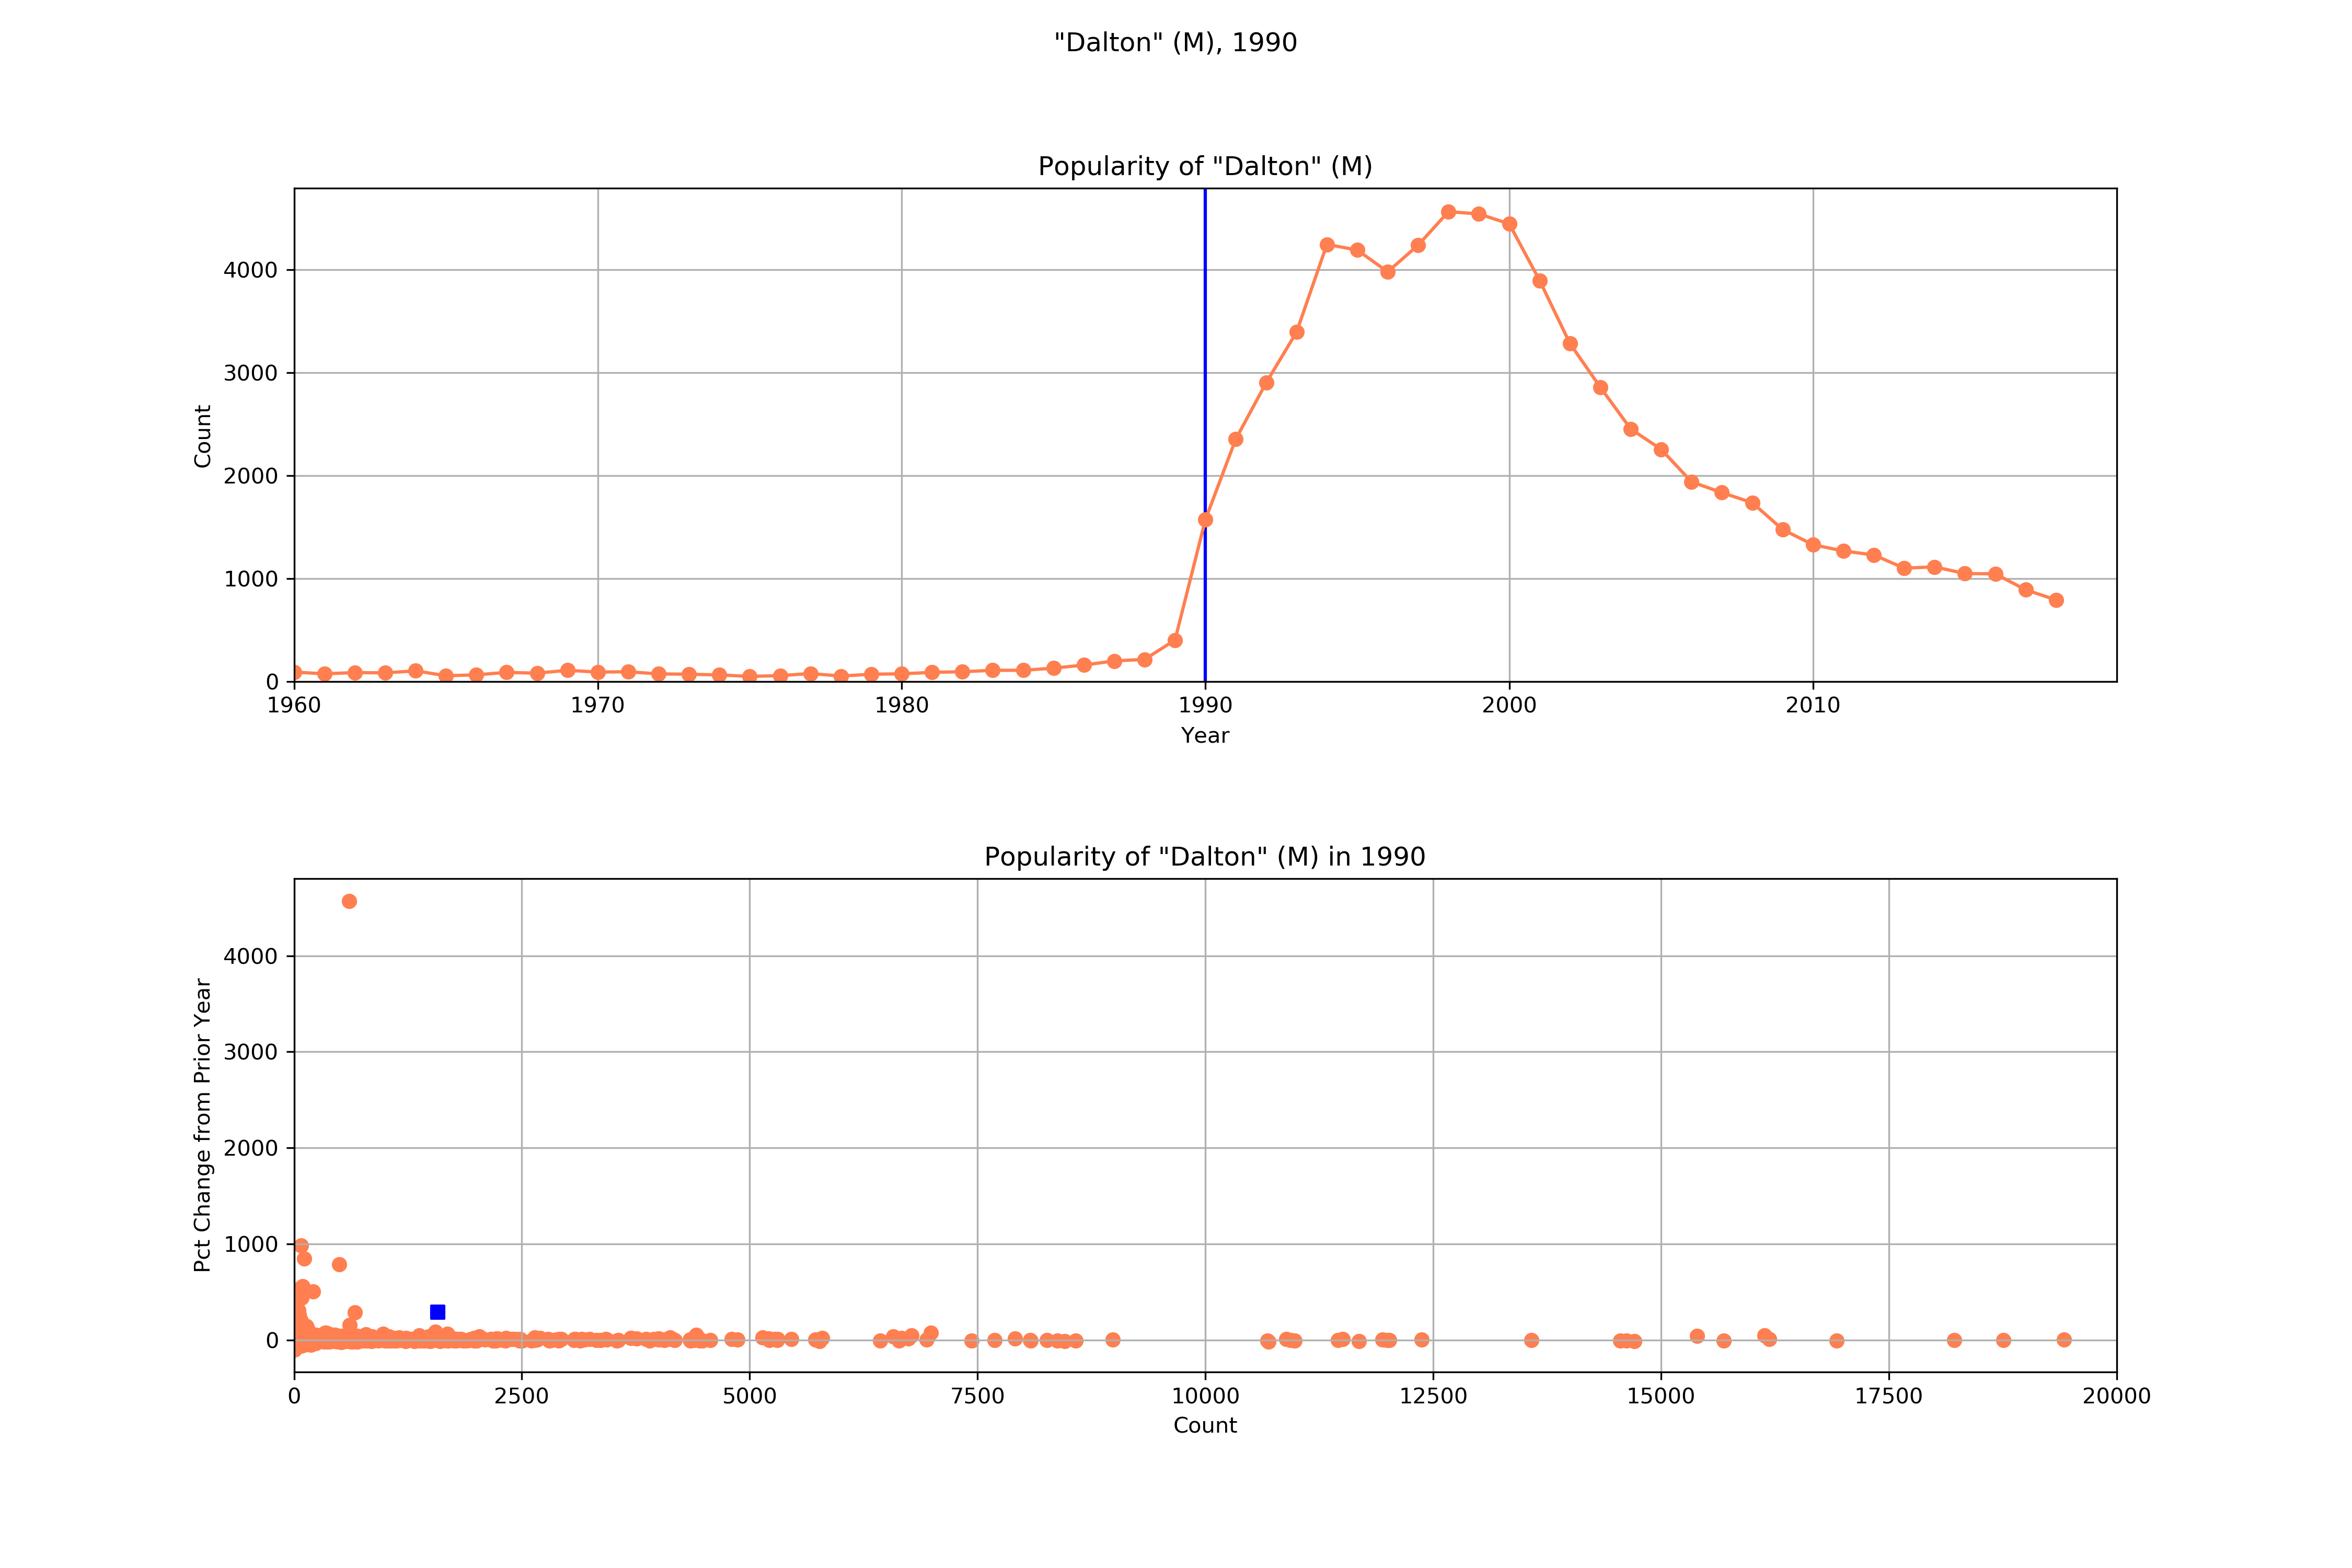 "Dalton" (M), 1990
Popularity of "Dalton" (M)
Count
4000
3000
2000
1000
0
1960 1970 1980 1990 2000 2010
Year
Popularity of "Dalton" (M) in 1990
Pct Change from Prior Year
4000
3000
2000
1000
0
0 2500 5000 7500 10000 12500 15000 17500 20000
Count